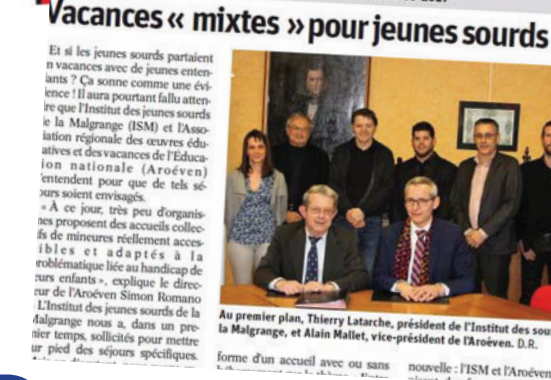 Vacances « mixtes » pour jeunes sourds
Et si les jeunes sourds partaient
n vacances avec de jeunes enten-
ants ? Ça sonne comme une évi-
ence ! Il aura pourtant fallu atten-
re que l'Institut des jeunes sourds
e la Malgrange (ISM) et l'Asso-
iation régionale des œuvres édu-
atives et des vacances de l'Éduca-
ion nationale (Aroéven)
'entendent pour que de tels sé-
ours soient envisagés.
« À ce jour, très peu d'organis-
nes proposent des accueils collec-
fs de mineures réellement acces-
ibles et adaptés à la
roblématique liée au handicap de
eurs enfants », explique le direc-
eur de l'Aroéven Simon Romano
L'Institut des jeunes sourds de la
Malgrange nous a, dans un pre-
mier temps, sollicités pour mettre
ur pied des séjours spécifiques.
Au premier plan, Thierry Latarche, président de l'Institut des sou
la Malgrange, et Alain Mallet, vice-président de l'Aroéven. D.R.
forme d'un accueil avec ou sans
nouvelle : l'ISM et l'Aroéven